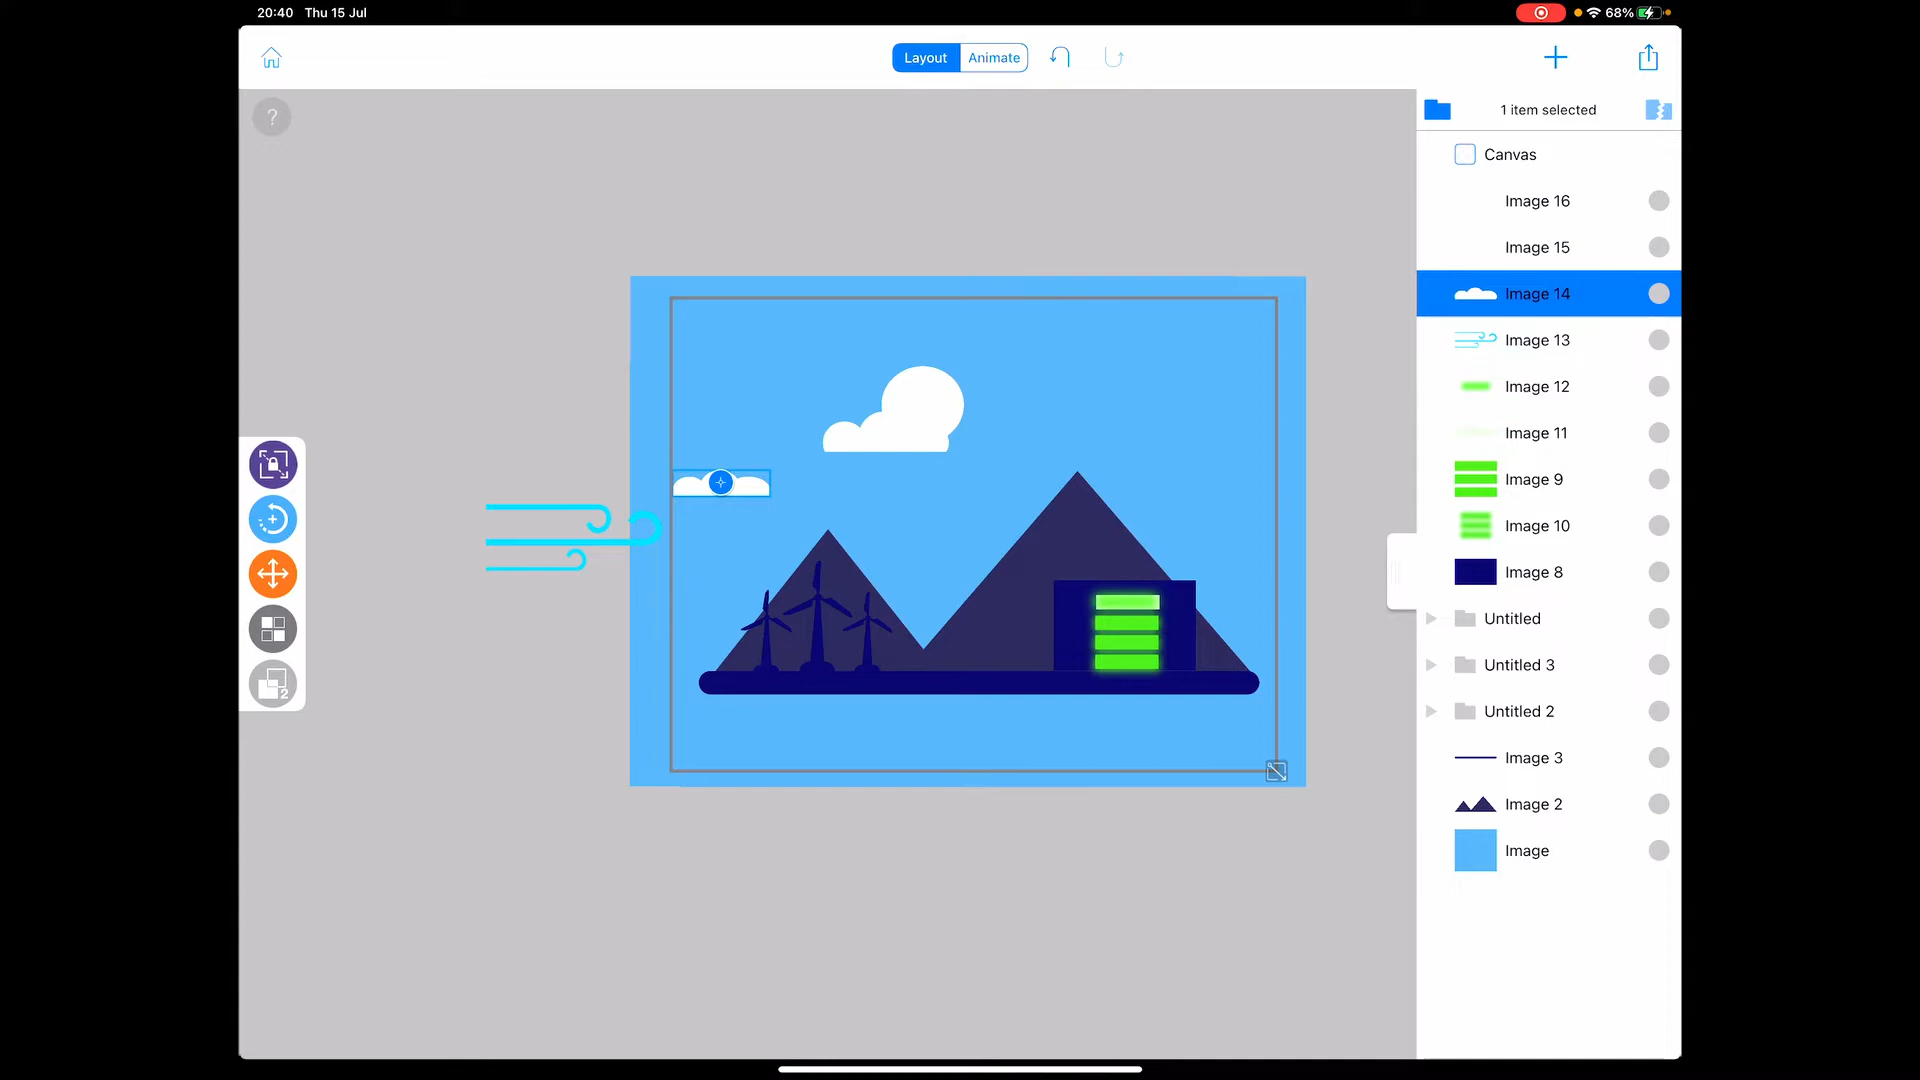 20:40 Thu 15 Jul
68%
Layout
Animate
?
1 item selected
Canvas
Image 16
Image 15
Image 14
Image 13
Image 12
Image 11
Image 9
Image 10
Image 8
Untitled
Untitled 3
Untitled 2
Image 3
Image 2
Image
2